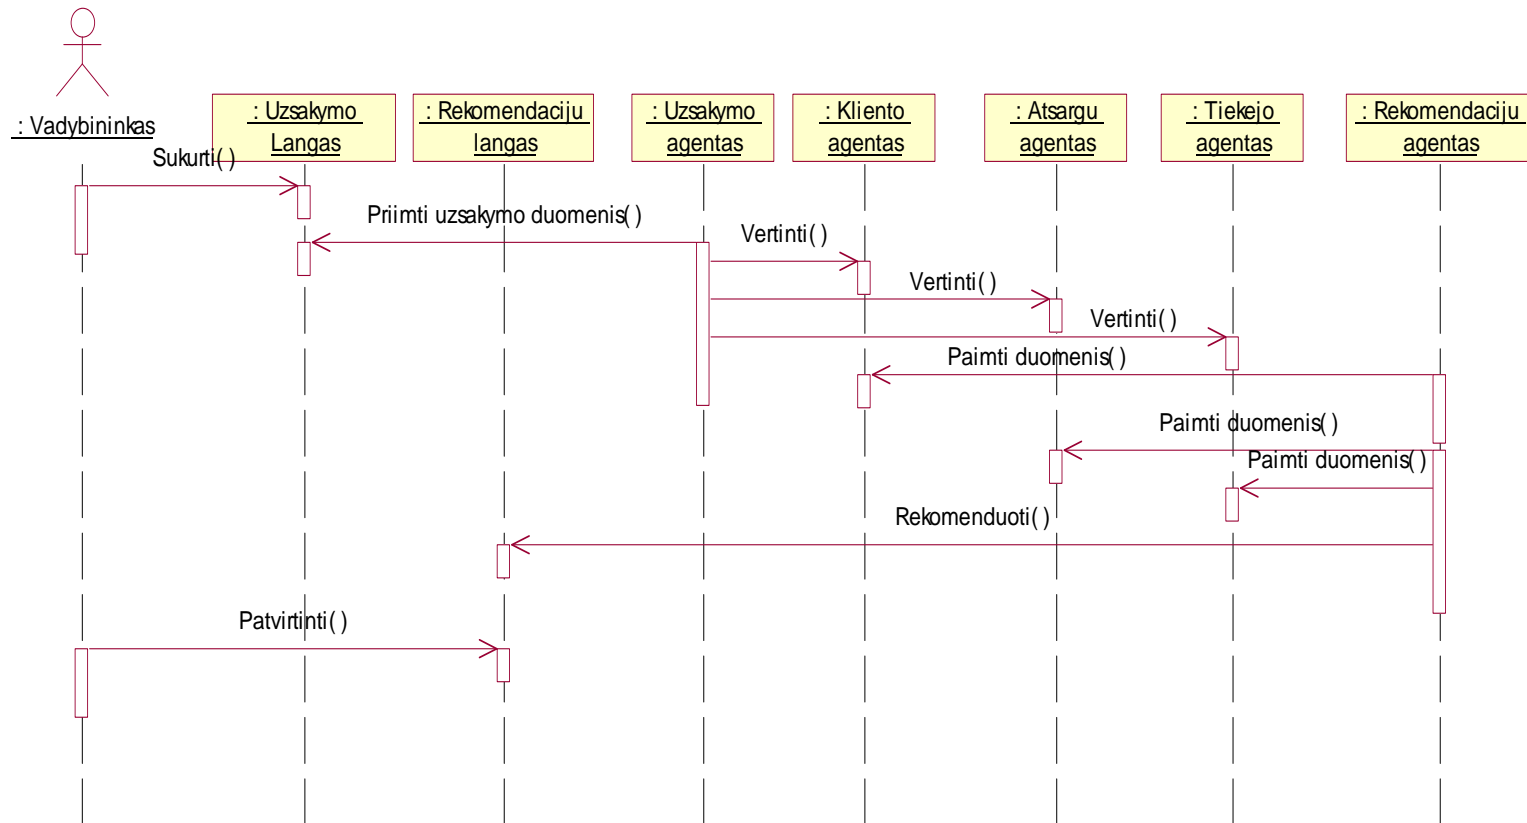 : Vadybininkas
: Uzsakymo
Langas
: Rekomendaciju
langas
: Uzsakymo
agentas
: Kliento
agentas
: Atsargu
agentas
: Tiekejo
agentas
: Rekomendaciju
agentas
Sukurti( )
Priimti uzsakymo duomenis( )
Vertinti( )
Vertinti( )
Vertinti( )
Paimti duomenis( )
Paimti duomenis( )
Paimti duomenis( )
Rekomenduoti( )
Patvirtinti( )